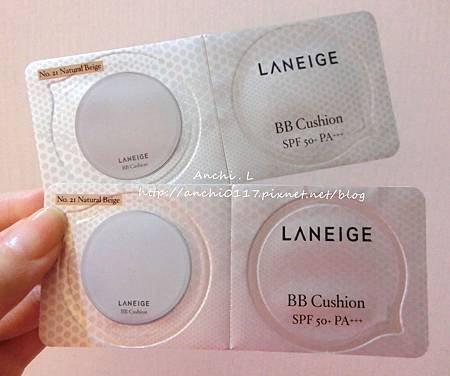 No. 21 Natural Beige
LANEIGE
BB Cushion
LANEIGE
BB Cushion
SPF 50+ PA+++
Anchi . L
http://anchi0117.pixnet.net/blog
No. 21 Natural Beige
LANEIGE
BB Cushion
LANEIGE
BB Cushion
SPF 50+ PA+++